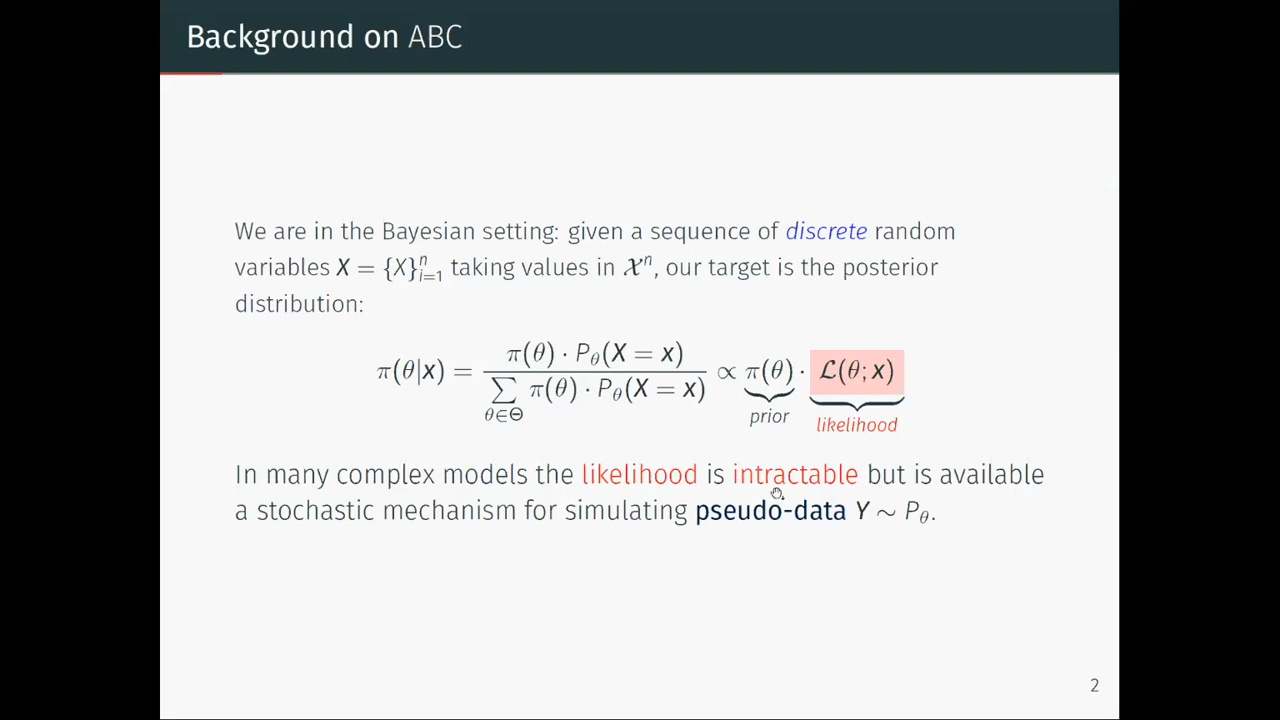 Background on ABC
We are in the Bayesian setting: given a sequence of discrete random
variables X = {X}ⁿᵢ₌₁ taking values in 𝒳ⁿ, our target is the posterior
distribution:
π(θ|x) = π(θ) · P_θ(X = x) / ∑_{θ∈Θ} π(θ) · P_θ(X = x) ∝ π(θ) · ℒ(θ; x)
prior
likelihood
In many complex models the likelihood is intractable but is available
a stochastic mechanism for simulating pseudo-data Y ∼ P_θ.
2